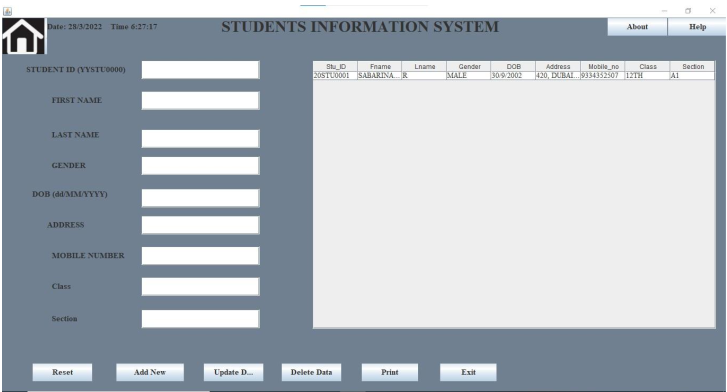 Date: 28/3/2022 Time 6:27:17
STUDENTS INFORMATION SYSTEM
About Help
STUDENT ID (YYSTU0000)
FIRST NAME
LAST NAME
GENDER
DOB (dd/MM/YYYY)
ADDRESS
MOBILE NUMBER
Class
Section
Stu_ID Fname Lname Gender DOB Address Mobile_no Class Section
20STU0001 SABARINA... R MALE 30/9/2002 420, DUBAI... 9334352507 12TH A1
Reset Add New Update D... Delete Data Print Exit